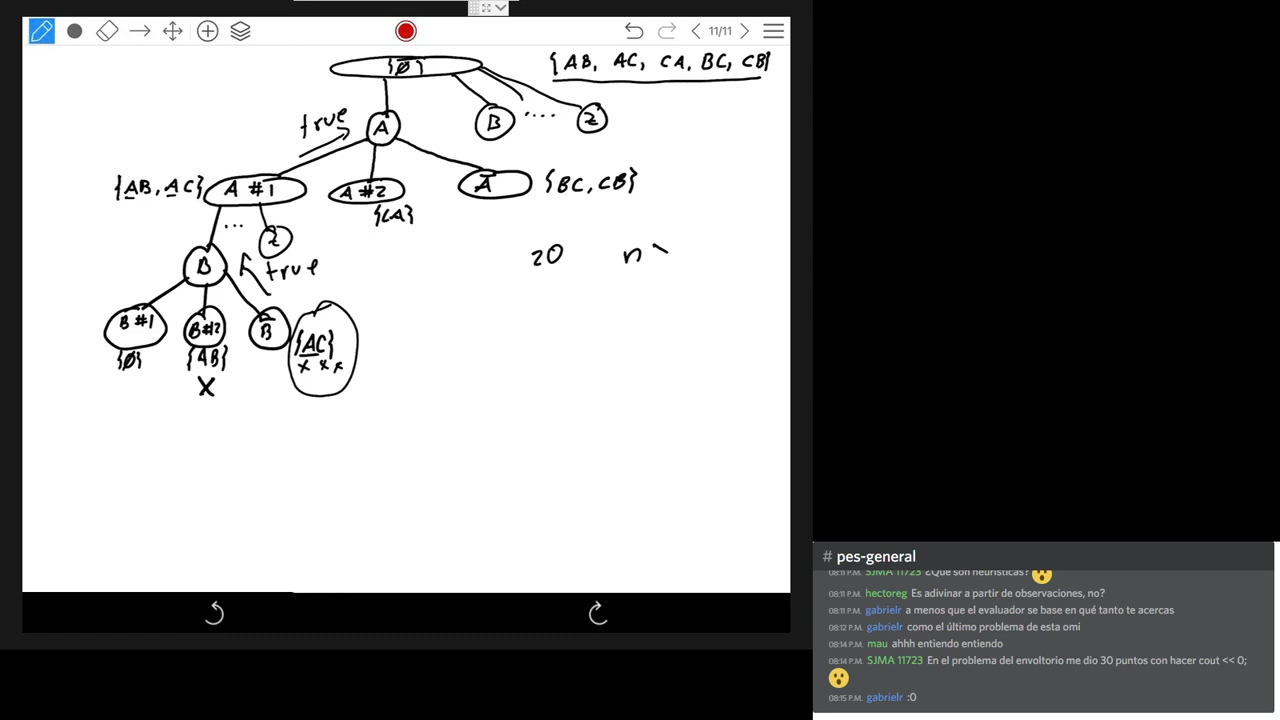 11/11
{Ø}
{AB, AC, CA, BC, CB}
true
A
B
....
Z
{AB, AC}
A #1
A #2
A
{BC, CB}
{CA}
...
Z
B
true
20
n
B #1
B #2
B
{AC}
{Ø}
{AB}
x x x
X
# pes-general
08:11 P.M. SJMA 11723 ¿Qué son heurísticas? 😮
08:11 P.M. hectoreg Es adivinar a partir de observaciones, no?
08:11 P.M. gabrielr a menos que el evaluador se base en qué tanto te acercas
08:12 P.M. gabrielr como el último problema de esta omi
08:14 P.M. mau ahhh entiendo entiendo
08:14 P.M. SJMA 11723 En el problema del envoltorio me dio 30 puntos con hacer cout << 0;
😮
08:15 P.M. gabrielr :0